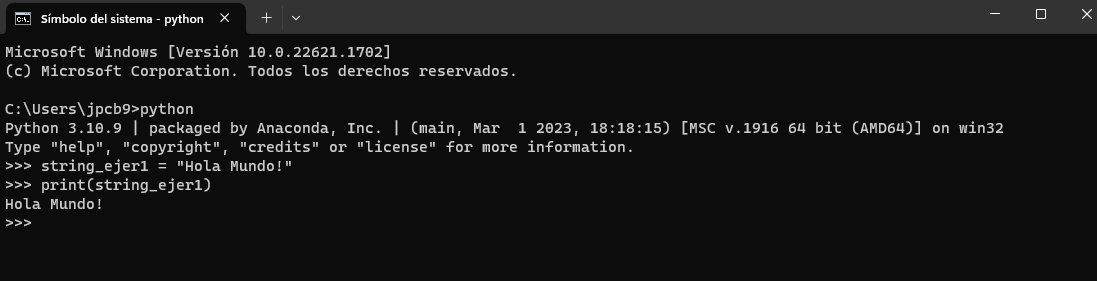 Símbolo del sistema - python
Microsoft Windows [Versión 10.0.22621.1702]
(c) Microsoft Corporation. Todos los derechos reservados.
C:\Users\jpcb9>python
Python 3.10.9 | packaged by Anaconda, Inc. | (main, Mar  1 2023, 18:18:15) [MSC v.1916 64 bit (AMD64)] on win32
Type "help", "copyright", "credits" or "license" for more information.
>>> string_ejer1 = "Hola Mundo!"
>>> print(string_ejer1)
Hola Mundo!
>>>